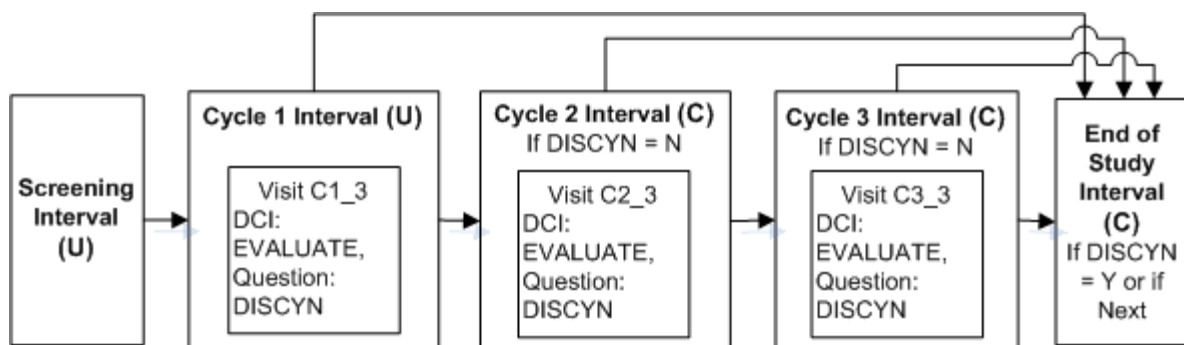 Screening
Interval
(U)
Cycle 1 Interval (U)
Visit C1_3
DCI:
EVALUATE,
Question:
DISCYN
Cycle 2 Interval (C)
If DISCYN = N
Visit C2_3
DCI:
EVALUATE,
Question:
DISCYN
Cycle 3 Interval (C)
If DISCYN = N
Visit C3_3
DCI:
EVALUATE,
Question:
DISCYN
End of
Study
Interval
(C)
If DISCYN
= Y or if
Next